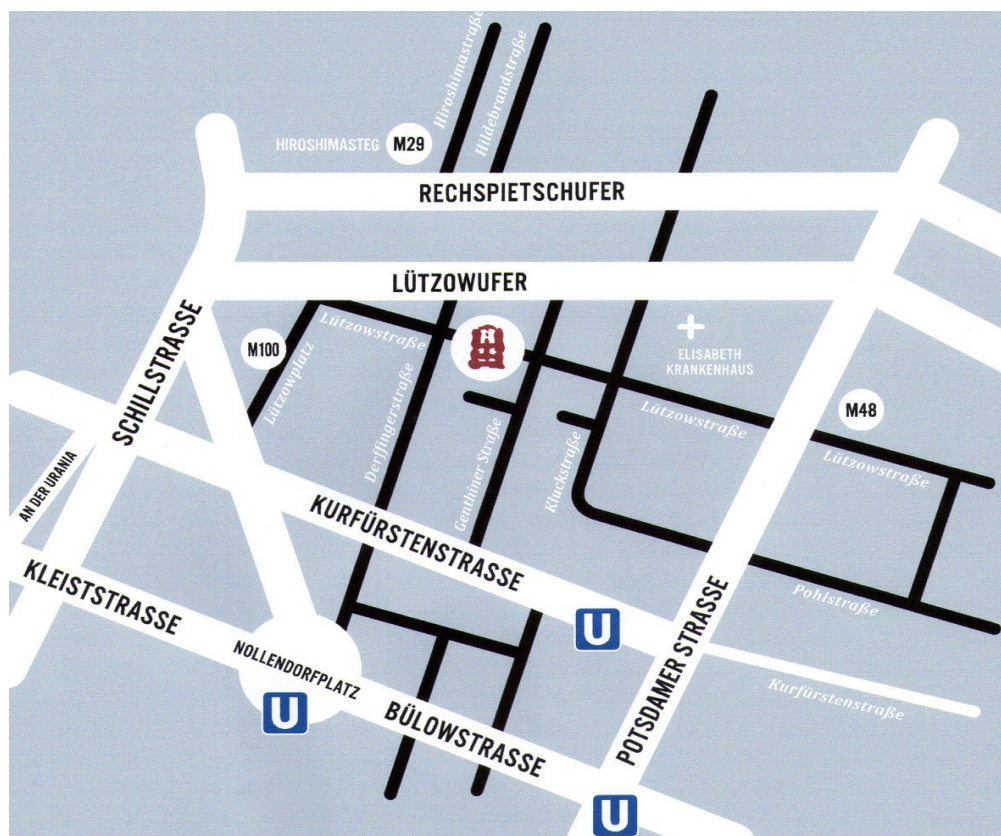 Hiroshimastraße
Hildebrandstraße
HIROSHIMASTEG
M29
RECHSPIETSCHUFER
LÜTZOWUFER
SCHILLSTRASSE
M100
Lützowplatz
Lützowstraße
Derffingerstraße
Genthiner Straße
Kluckstraße
ELISABETH
KRANKENHAUS
Lützowstraße
M48
Lützowstraße
AN DER URANIA
KURFÜRSTENSTRASSE
KLEISTSTRASSE
NOLLENDORFPLATZ
U
BÜLOWSTRASSE
U
POTSDAMER STRASSE
Pohlstraße
Kurfürstenstraße
U